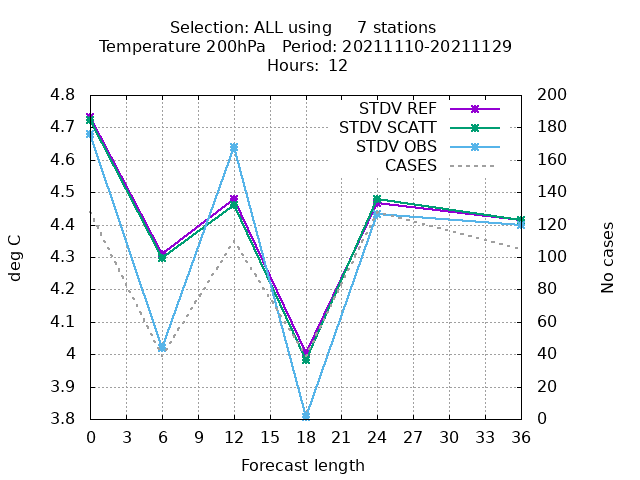 Selection: ALL using     7 stations
Temperature 200hPa   Period: 20211110-20211129
Hours: 12
4.8
4.7
4.6
4.5
4.4
4.3
4.2
4.1
4
3.9
3.8
deg C
STDV REF
STDV SCATT
STDV OBS
CASES
200
180
160
140
120
100
80
60
40
20
0
No cases
0 3 6 9 12 15 18 21 24 27 30 33 36
Forecast length